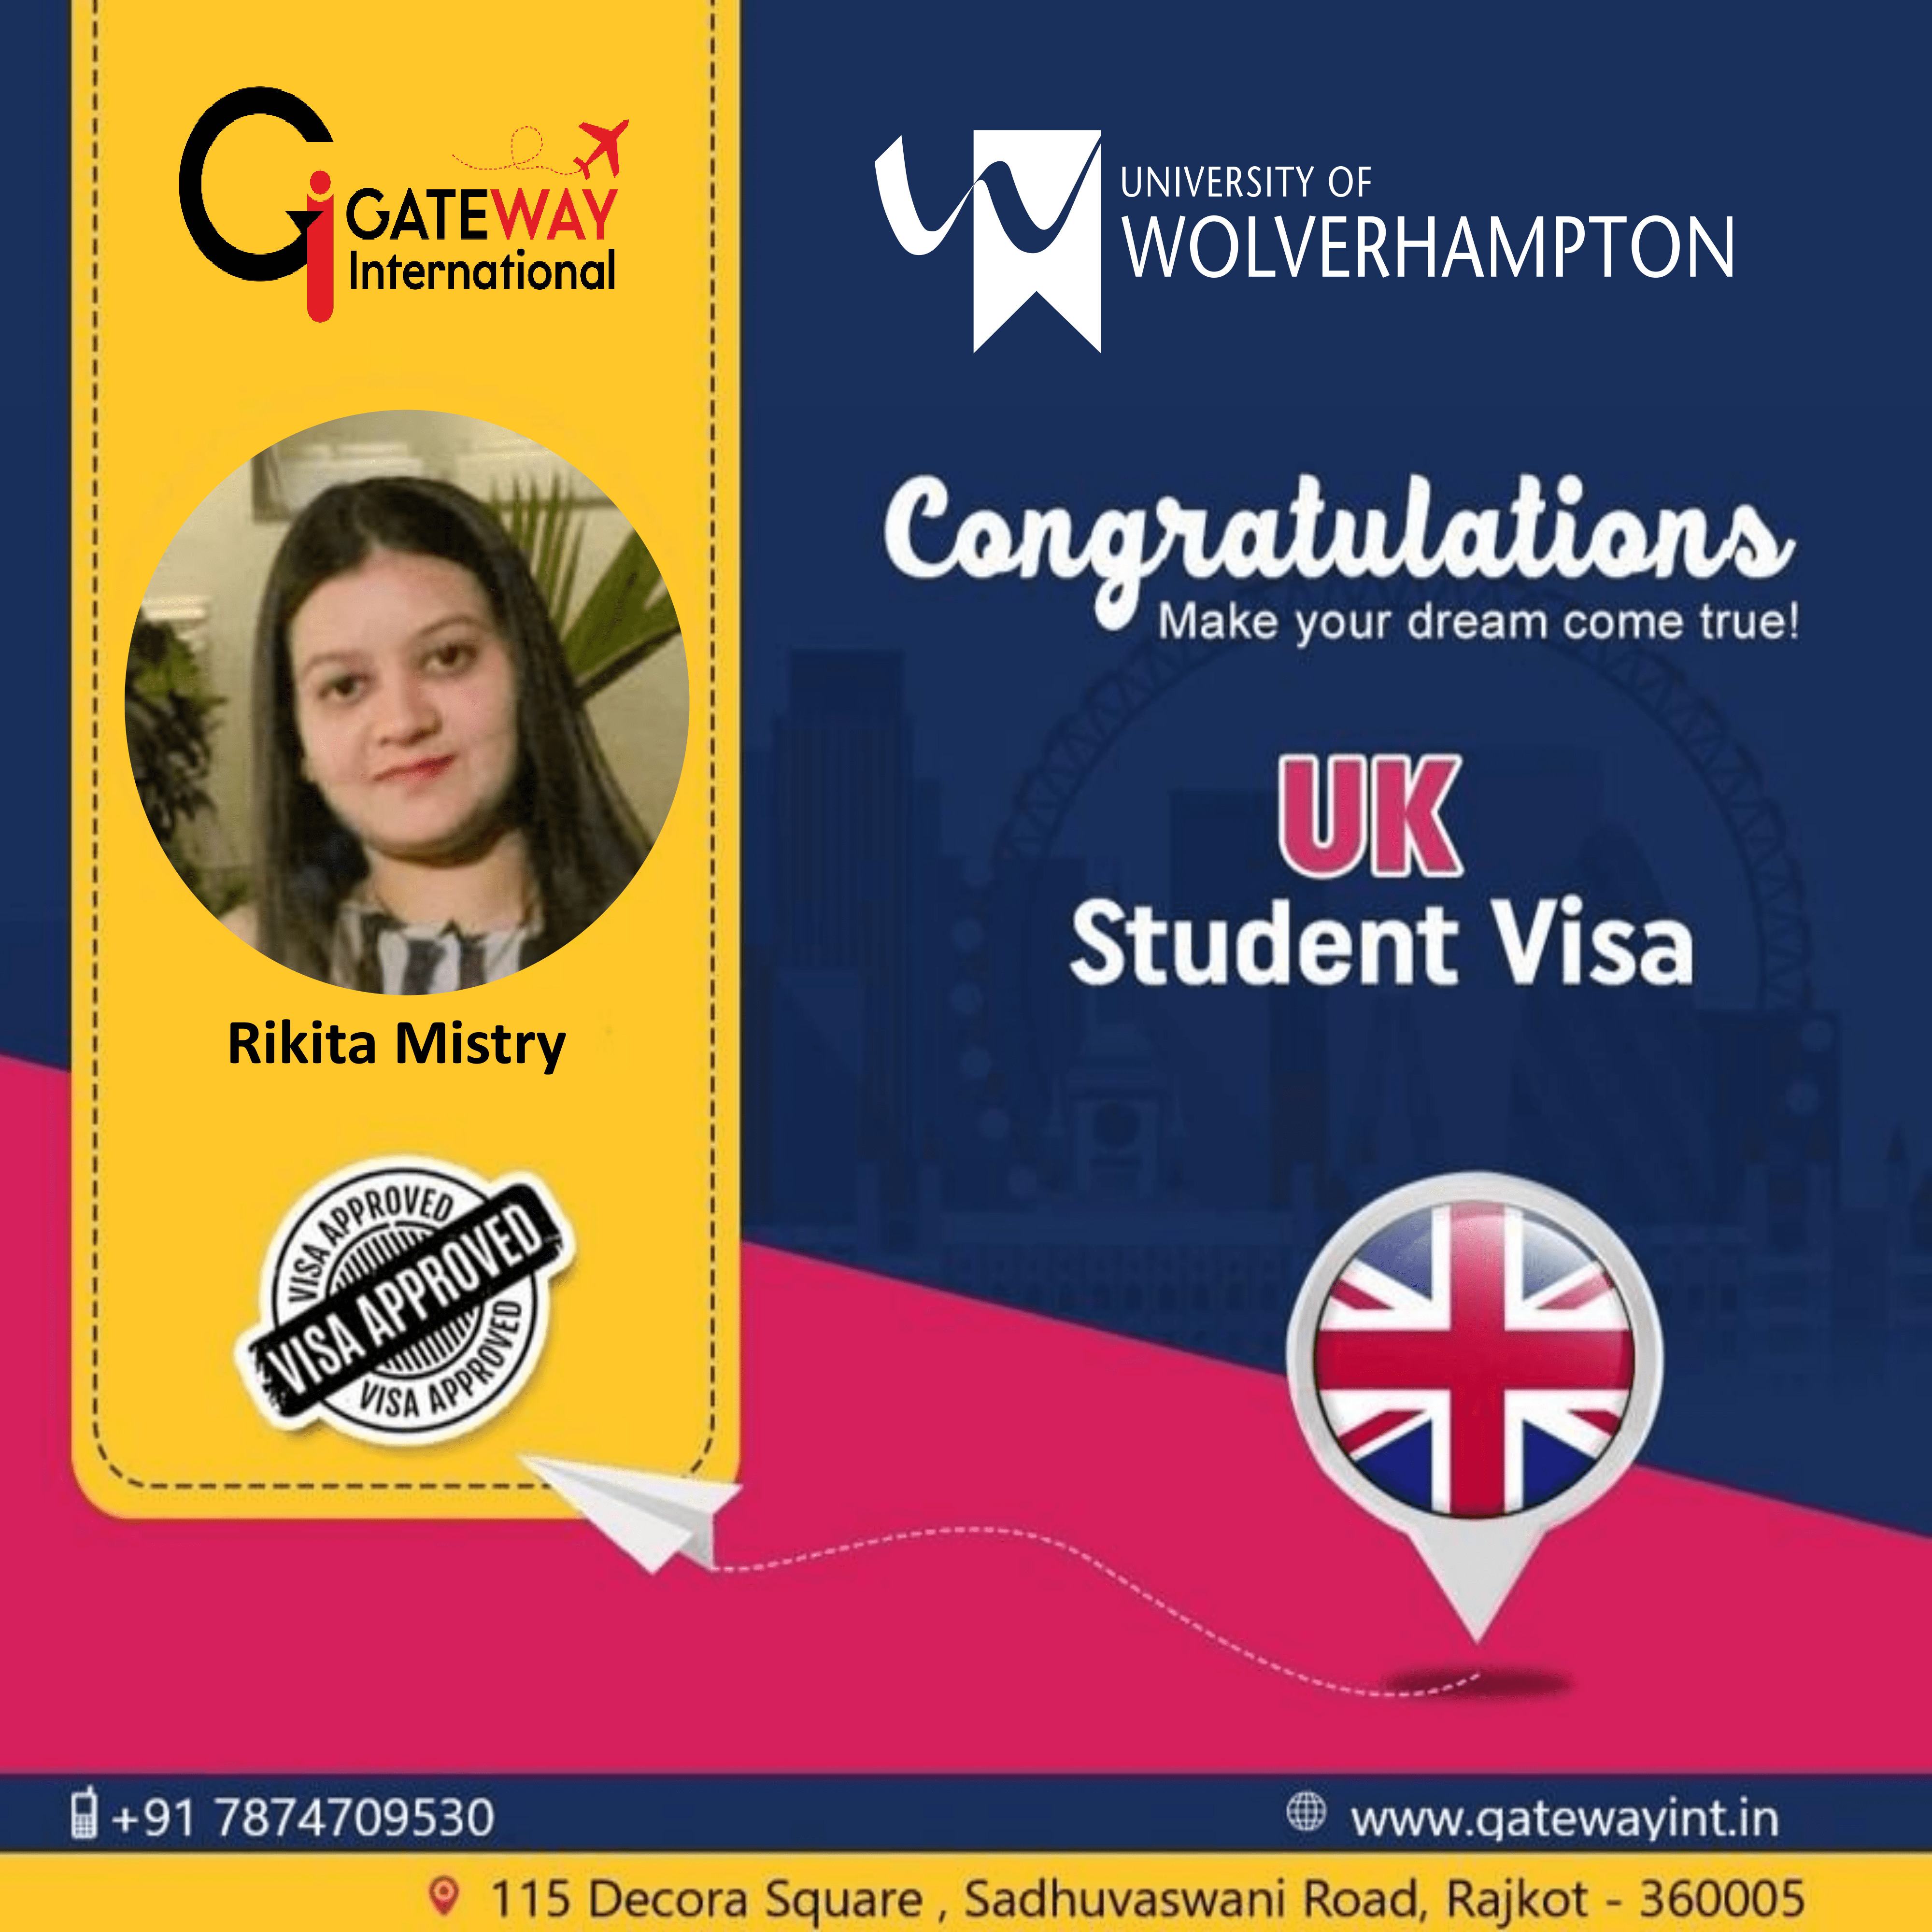 GATEWAY
International
UNIVERSITY OF
WOLVERHAMPTON
Congratulations
Make your dream come true!
UK
Student Visa
Rikita Mistry
VISA APPROVED
VISA APPROVED
VISA APPROVED
+91 7874709530
www.gatewayint.in
115 Decora Square , Sadhuvaswani Road, Rajkot - 360005